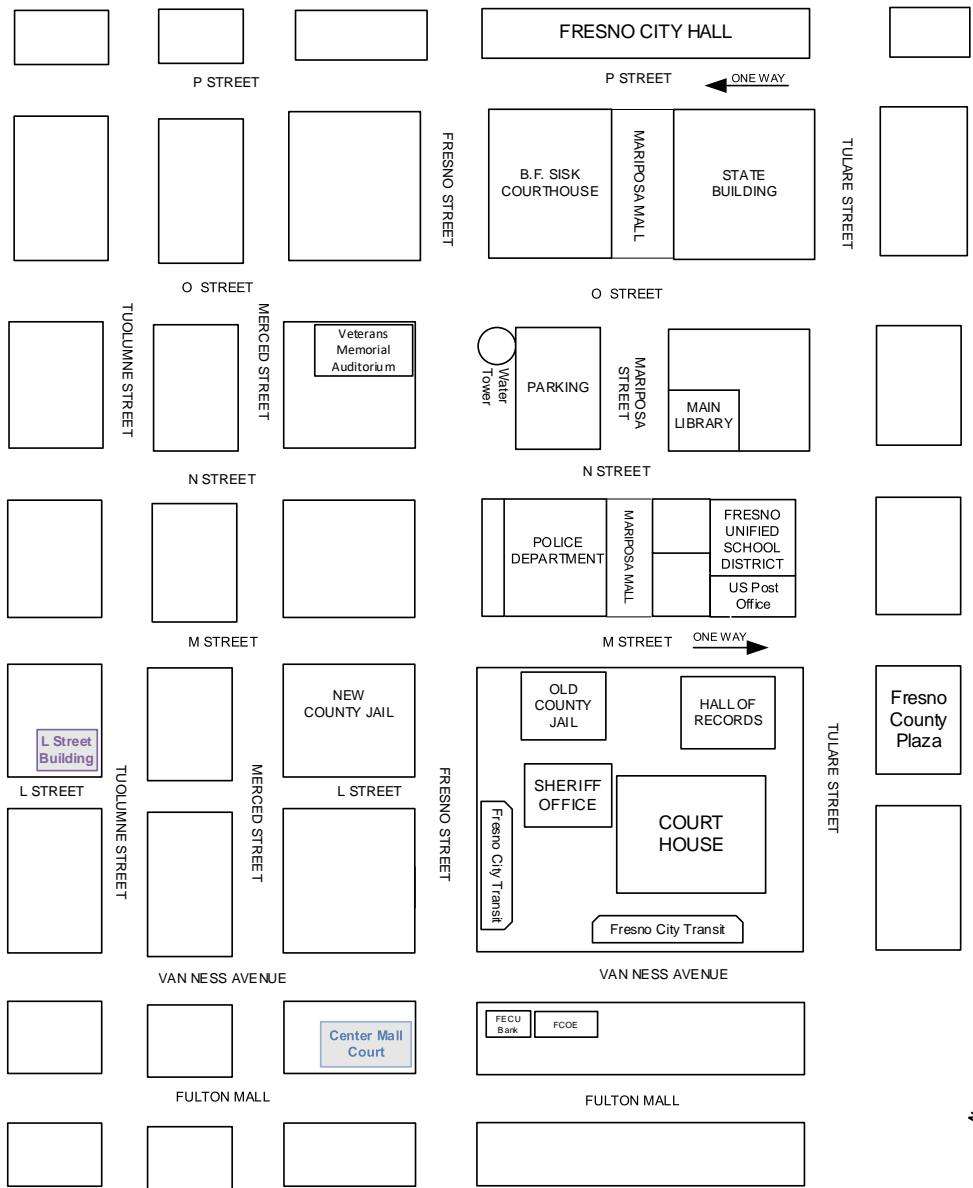 FRESNO CITY HALL
P STREET
P STREET
ONE WAY
FRESNO STREET
B.F. SISK
COURTHOUSE
MARIPOSA MALL
STATE
BUILDING
TULARE STREET
O STREET
O STREET
TUOLUMNE STREET
MERCED STREET
Veterans
Memorial
Auditorium
Water
Tower
PARKING
MARIPOSA
STREET
MAIN
LIBRARY
N STREET
N STREET
POLICE
DEPARTMENT
MARIPOSA MALL
FRESNO
UNIFIED
SCHOOL
DISTRICT
US Post
Office
M STREET
M STREET
ONE WAY
NEW
COUNTY JAIL
OLD
COUNTY
JAIL
HALL OF
RECORDS
Fresno
County
Plaza
L Street
Building
L STREET
TUOLUMNE STREET
MERCED STREET
L STREET
FRESNO STREET
SHERIFF
OFFICE
COURT
HOUSE
TULARE STREET
Fresno City Transit
Fresno City Transit
VAN NESS AVENUE
VAN NESS AVENUE
Center Mall
Court
FECU
Bank
FCOE
FULTON MALL
FULTON MALL